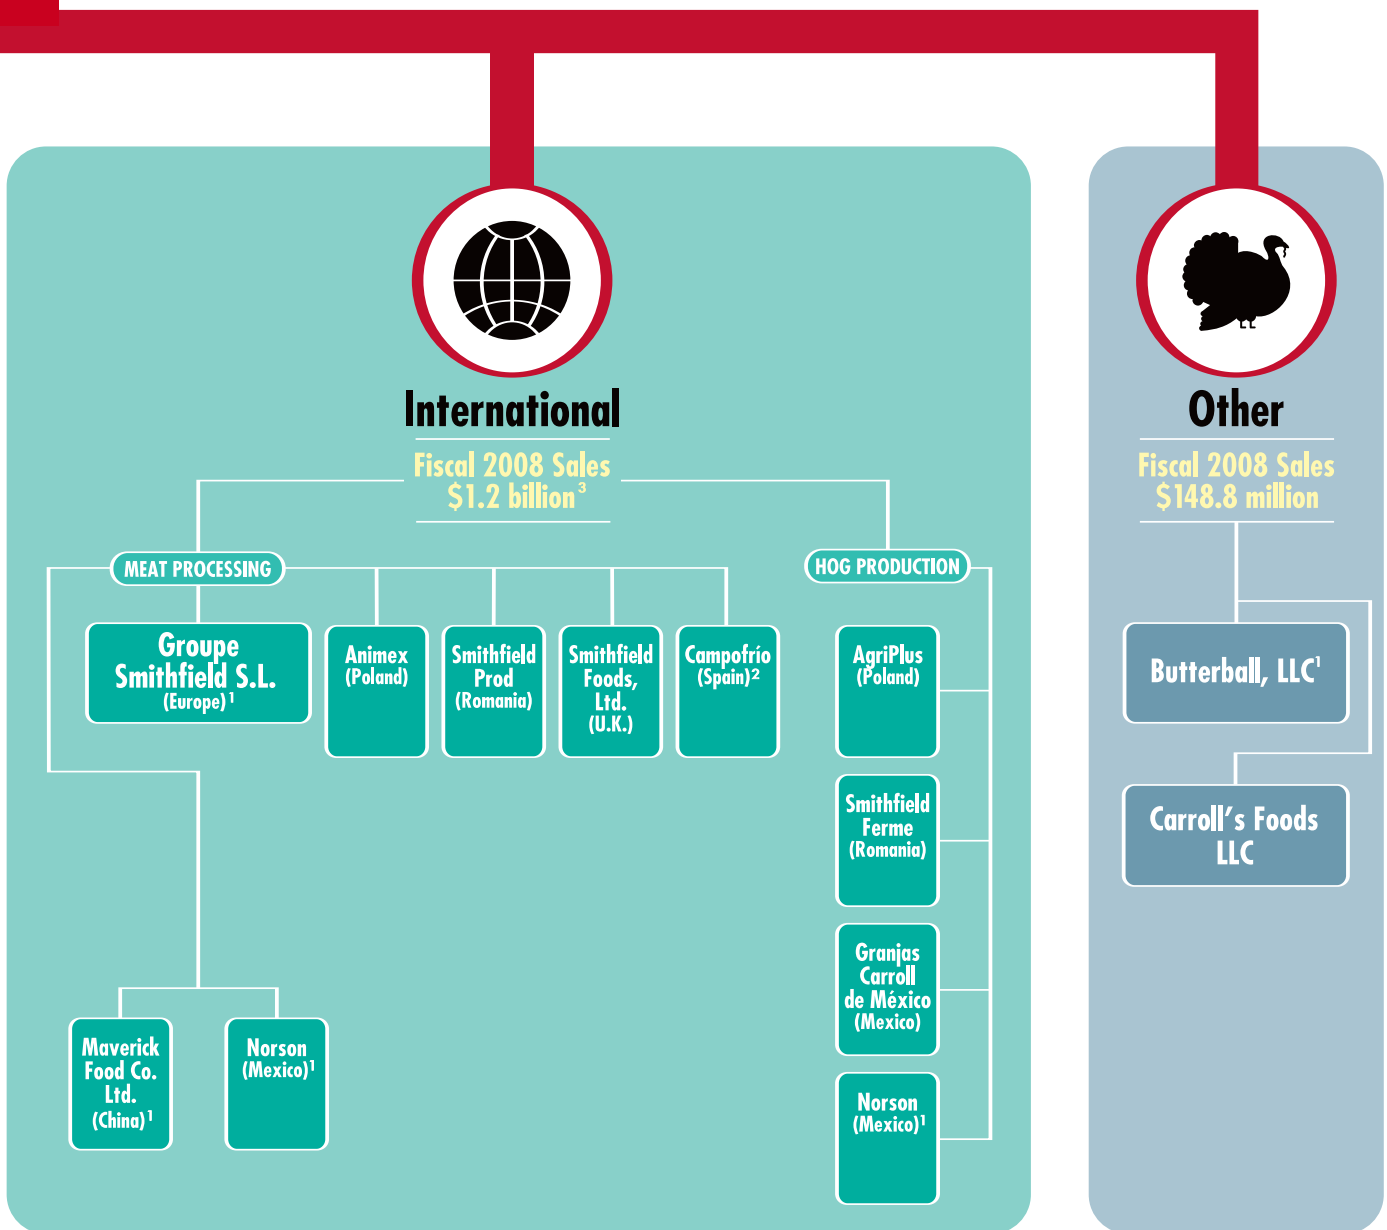 International
Fiscal 2008 Sales
$1.2 billion³
MEAT PROCESSING
Groupe
Smithfield S.L.
(Europe)¹
Animex
(Poland)
Smithfield
Prod
(Romania)
Smithfield
Foods,
Ltd.
(U.K.)
Campofrío
(Spain)²
Maverick
Food Co.
Ltd.
(China)¹
Norson
(Mexico)¹
HOG PRODUCTION
AgriPlus
(Poland)
Smithfield
Ferme
(Romania)
Granjas
Carroll
de México
(Mexico)
Norson
(Mexico)¹
Other
Fiscal 2008 Sales
$148.8 million
Butterball, LLC¹
Carroll’s Foods
LLC